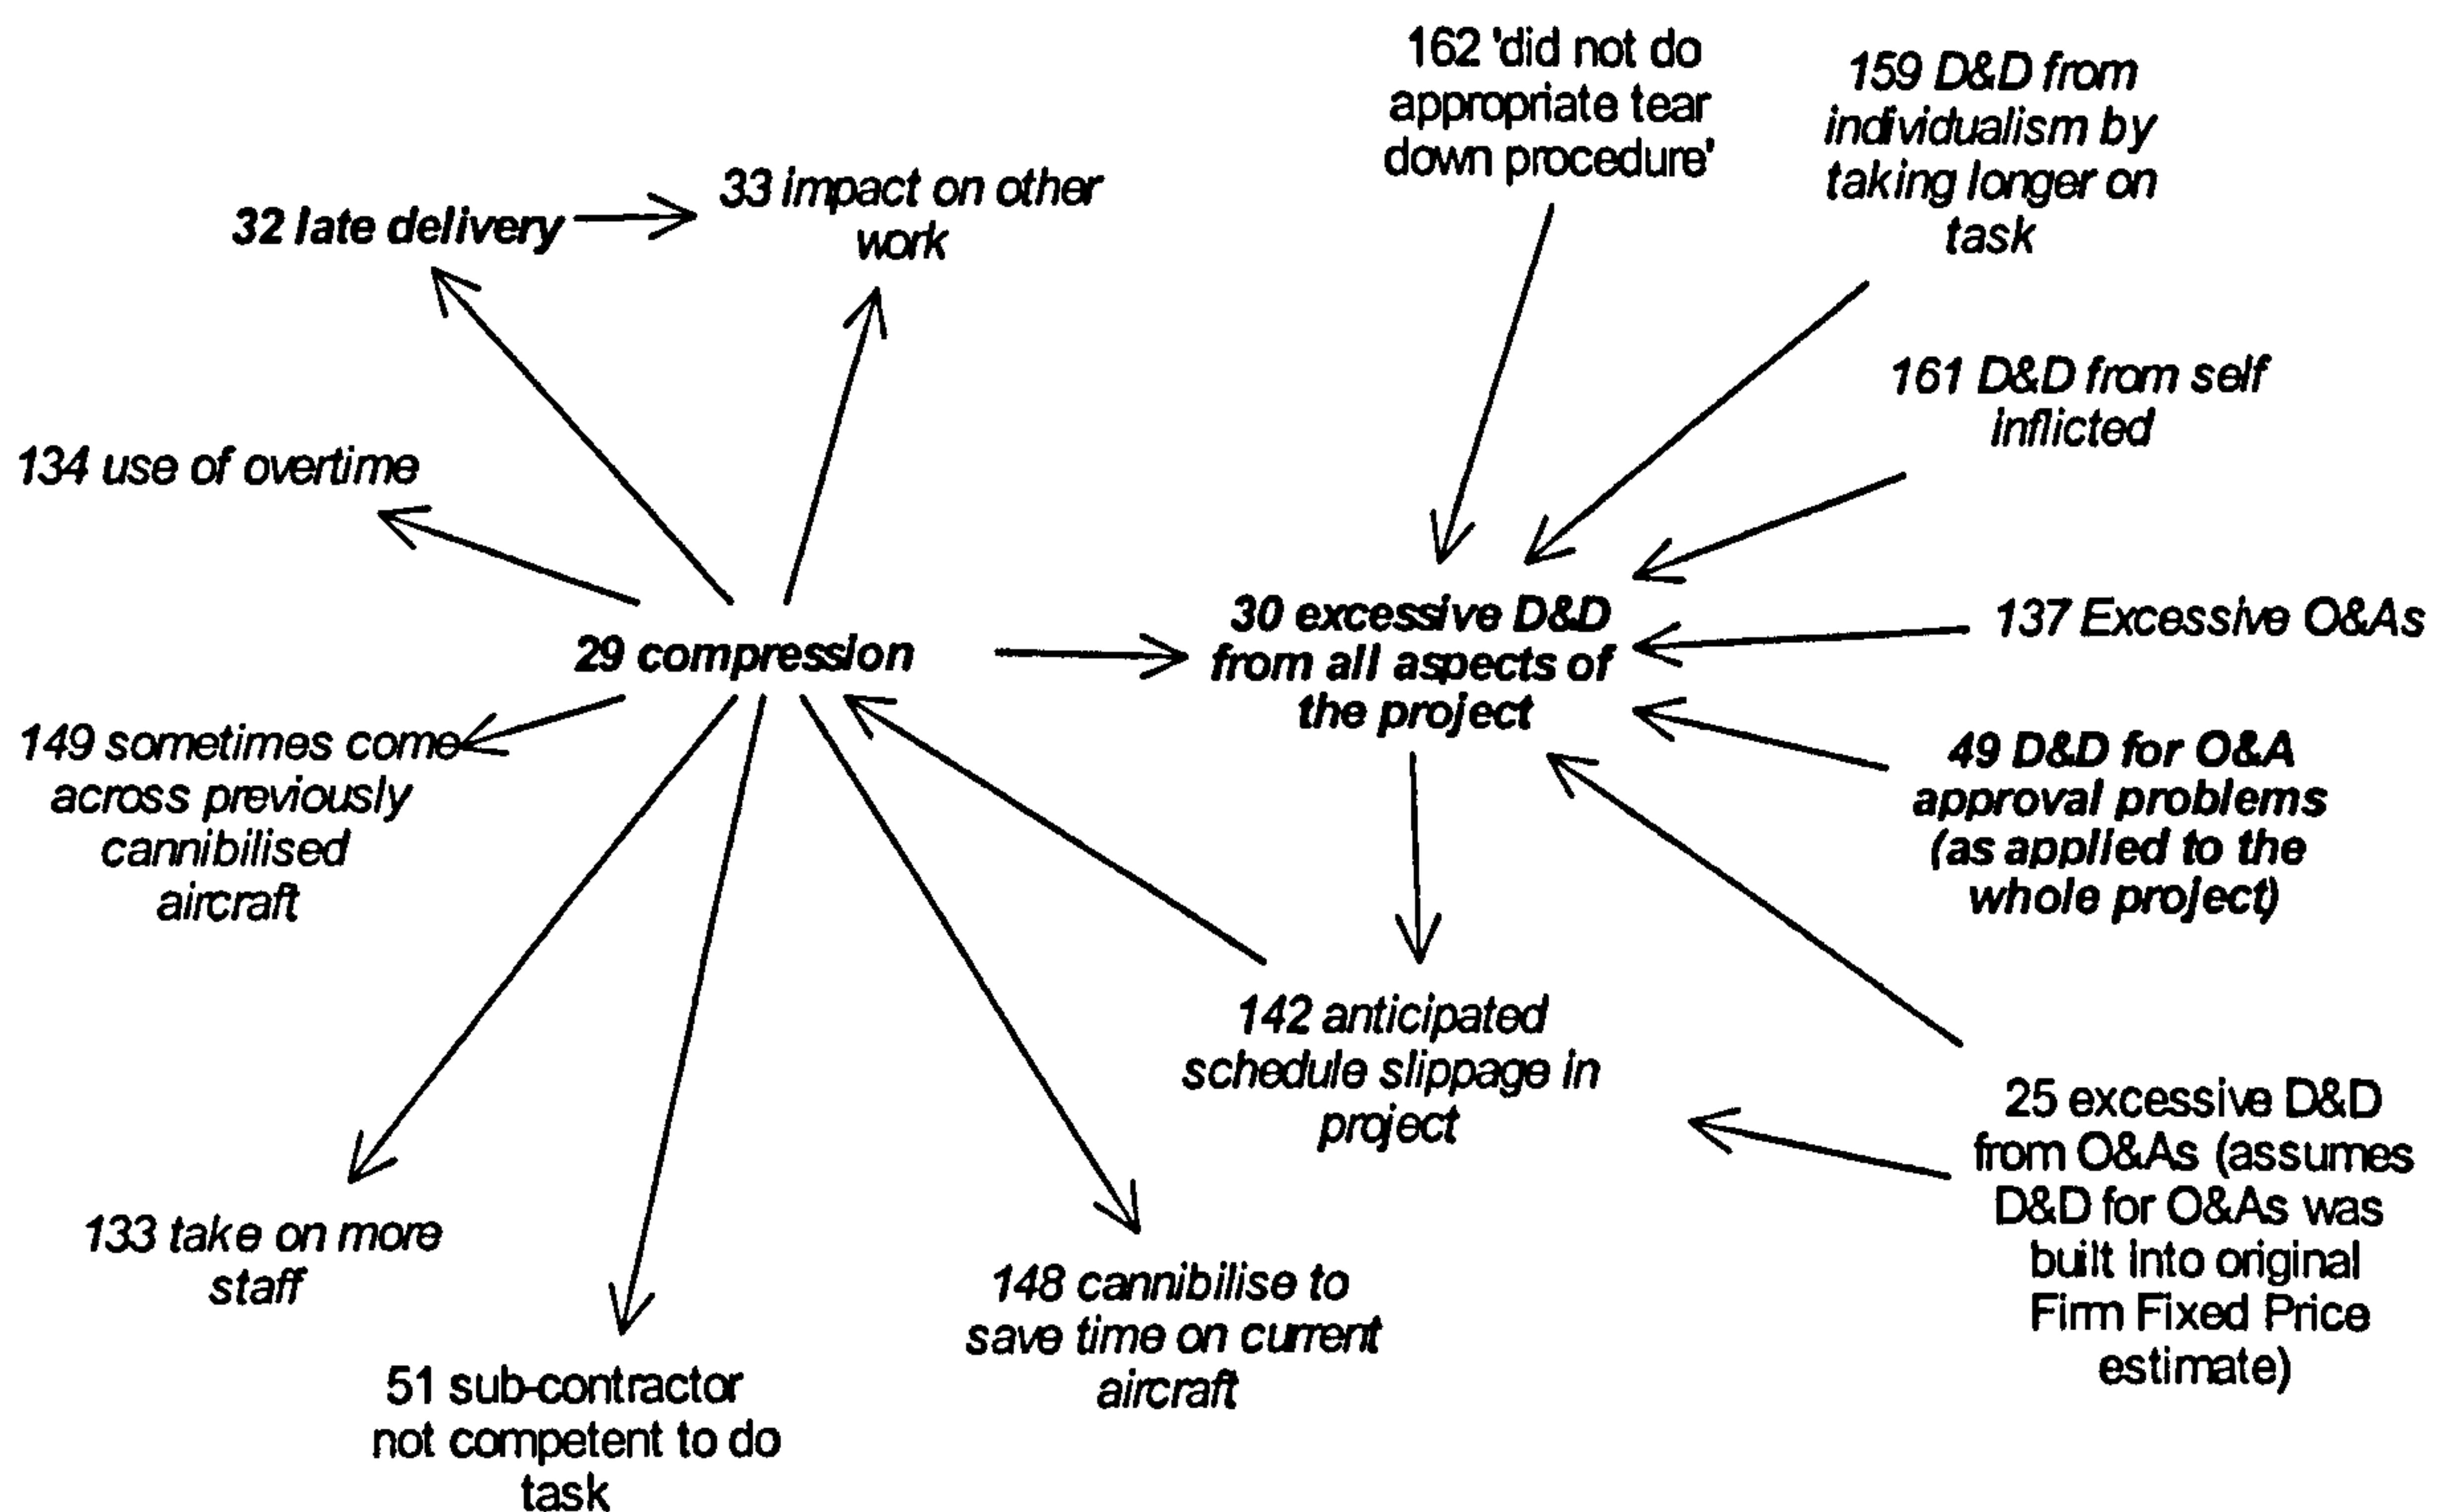 162 'did not do
appropriate tear
down procedure'
159 D&D from
individualism by
taking longer on
task
33 impact on other
work
32 late delivery
161 D&D from self
inflicted
134 use of overtime
30 excessive D&D
from all aspects of
the project
137 Excessive O&As
29 compression
149 sometimes come
across previously
cannibilised
aircraft
49 D&D for O&A
approval problems
(as applied to the
whole project)
142 anticipated
schedule slippage in
project
25 excessive D&D
from O&As (assumes
D&D for O&As was
built into original
Firm Fixed Price
estimate)
133 take on more
staff
148 cannibilise to
save time on current
aircraft
51 sub-contractor
not competent to do
task